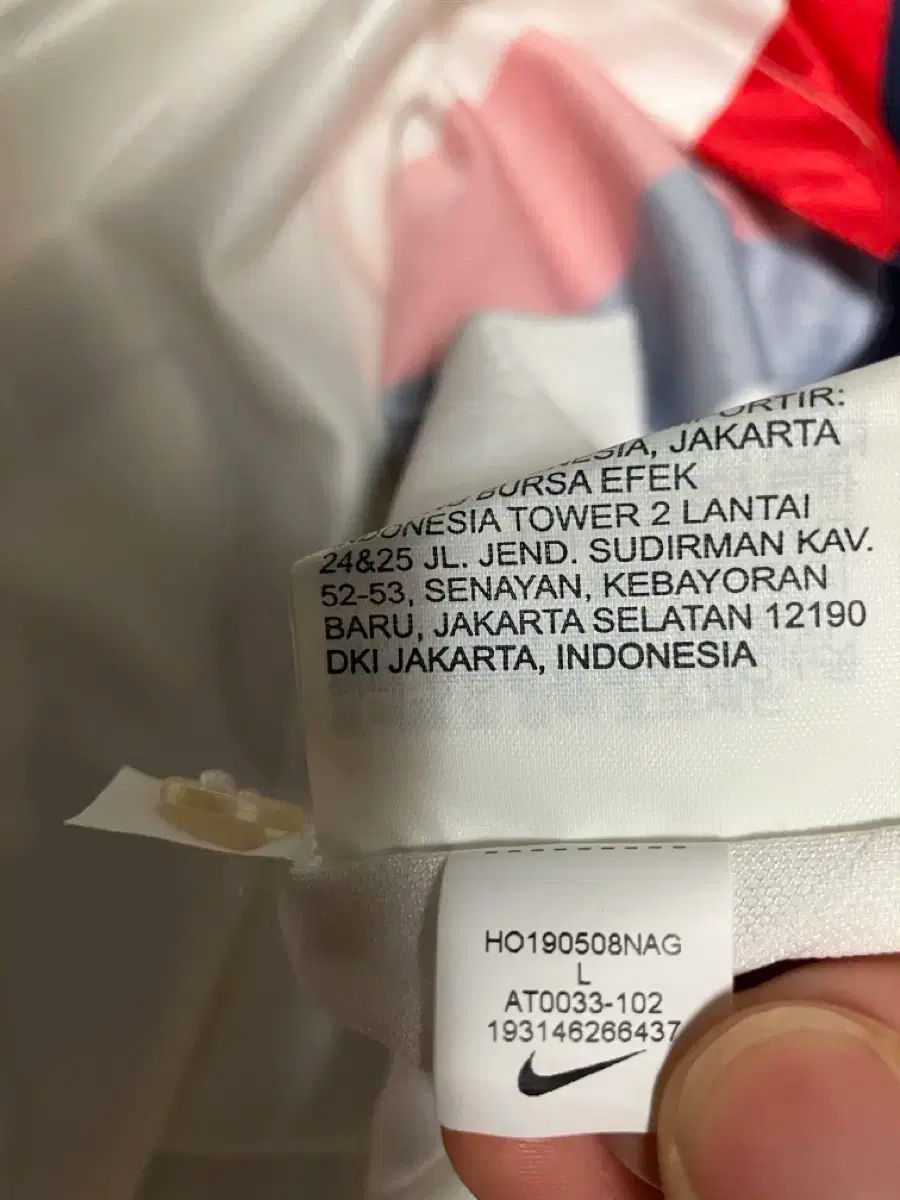 JAKARTA
BURSA EFEK
INDONESIA TOWER 2 LANTAI
24&25 JL. JEND. SUDIRMAN KAV.
52-53, SENAYAN, KEBAYORAN
BARU, JAKARTA SELATAN 12190
DKI JAKARTA, INDONESIA
HO190508NAG
L
AT0033-102
193146266437